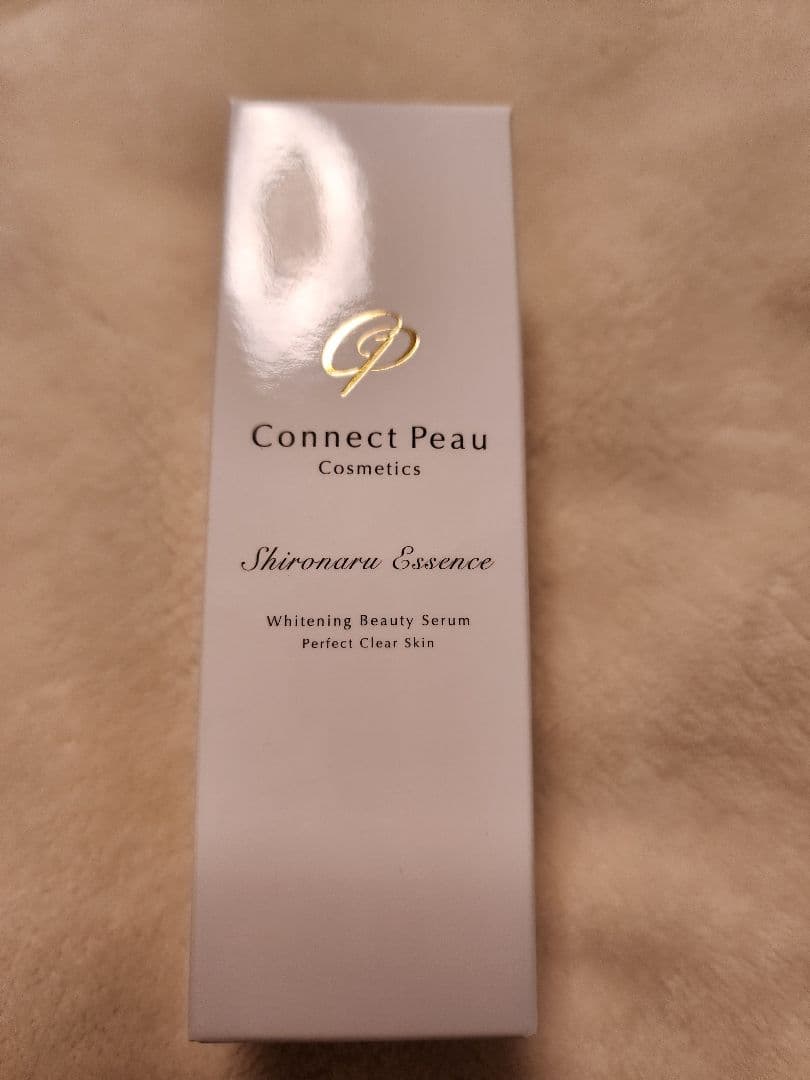 Connect Peau
Cosmetics
Shironaru Essence
Whitening Beauty Serum
Perfect Clear Skin